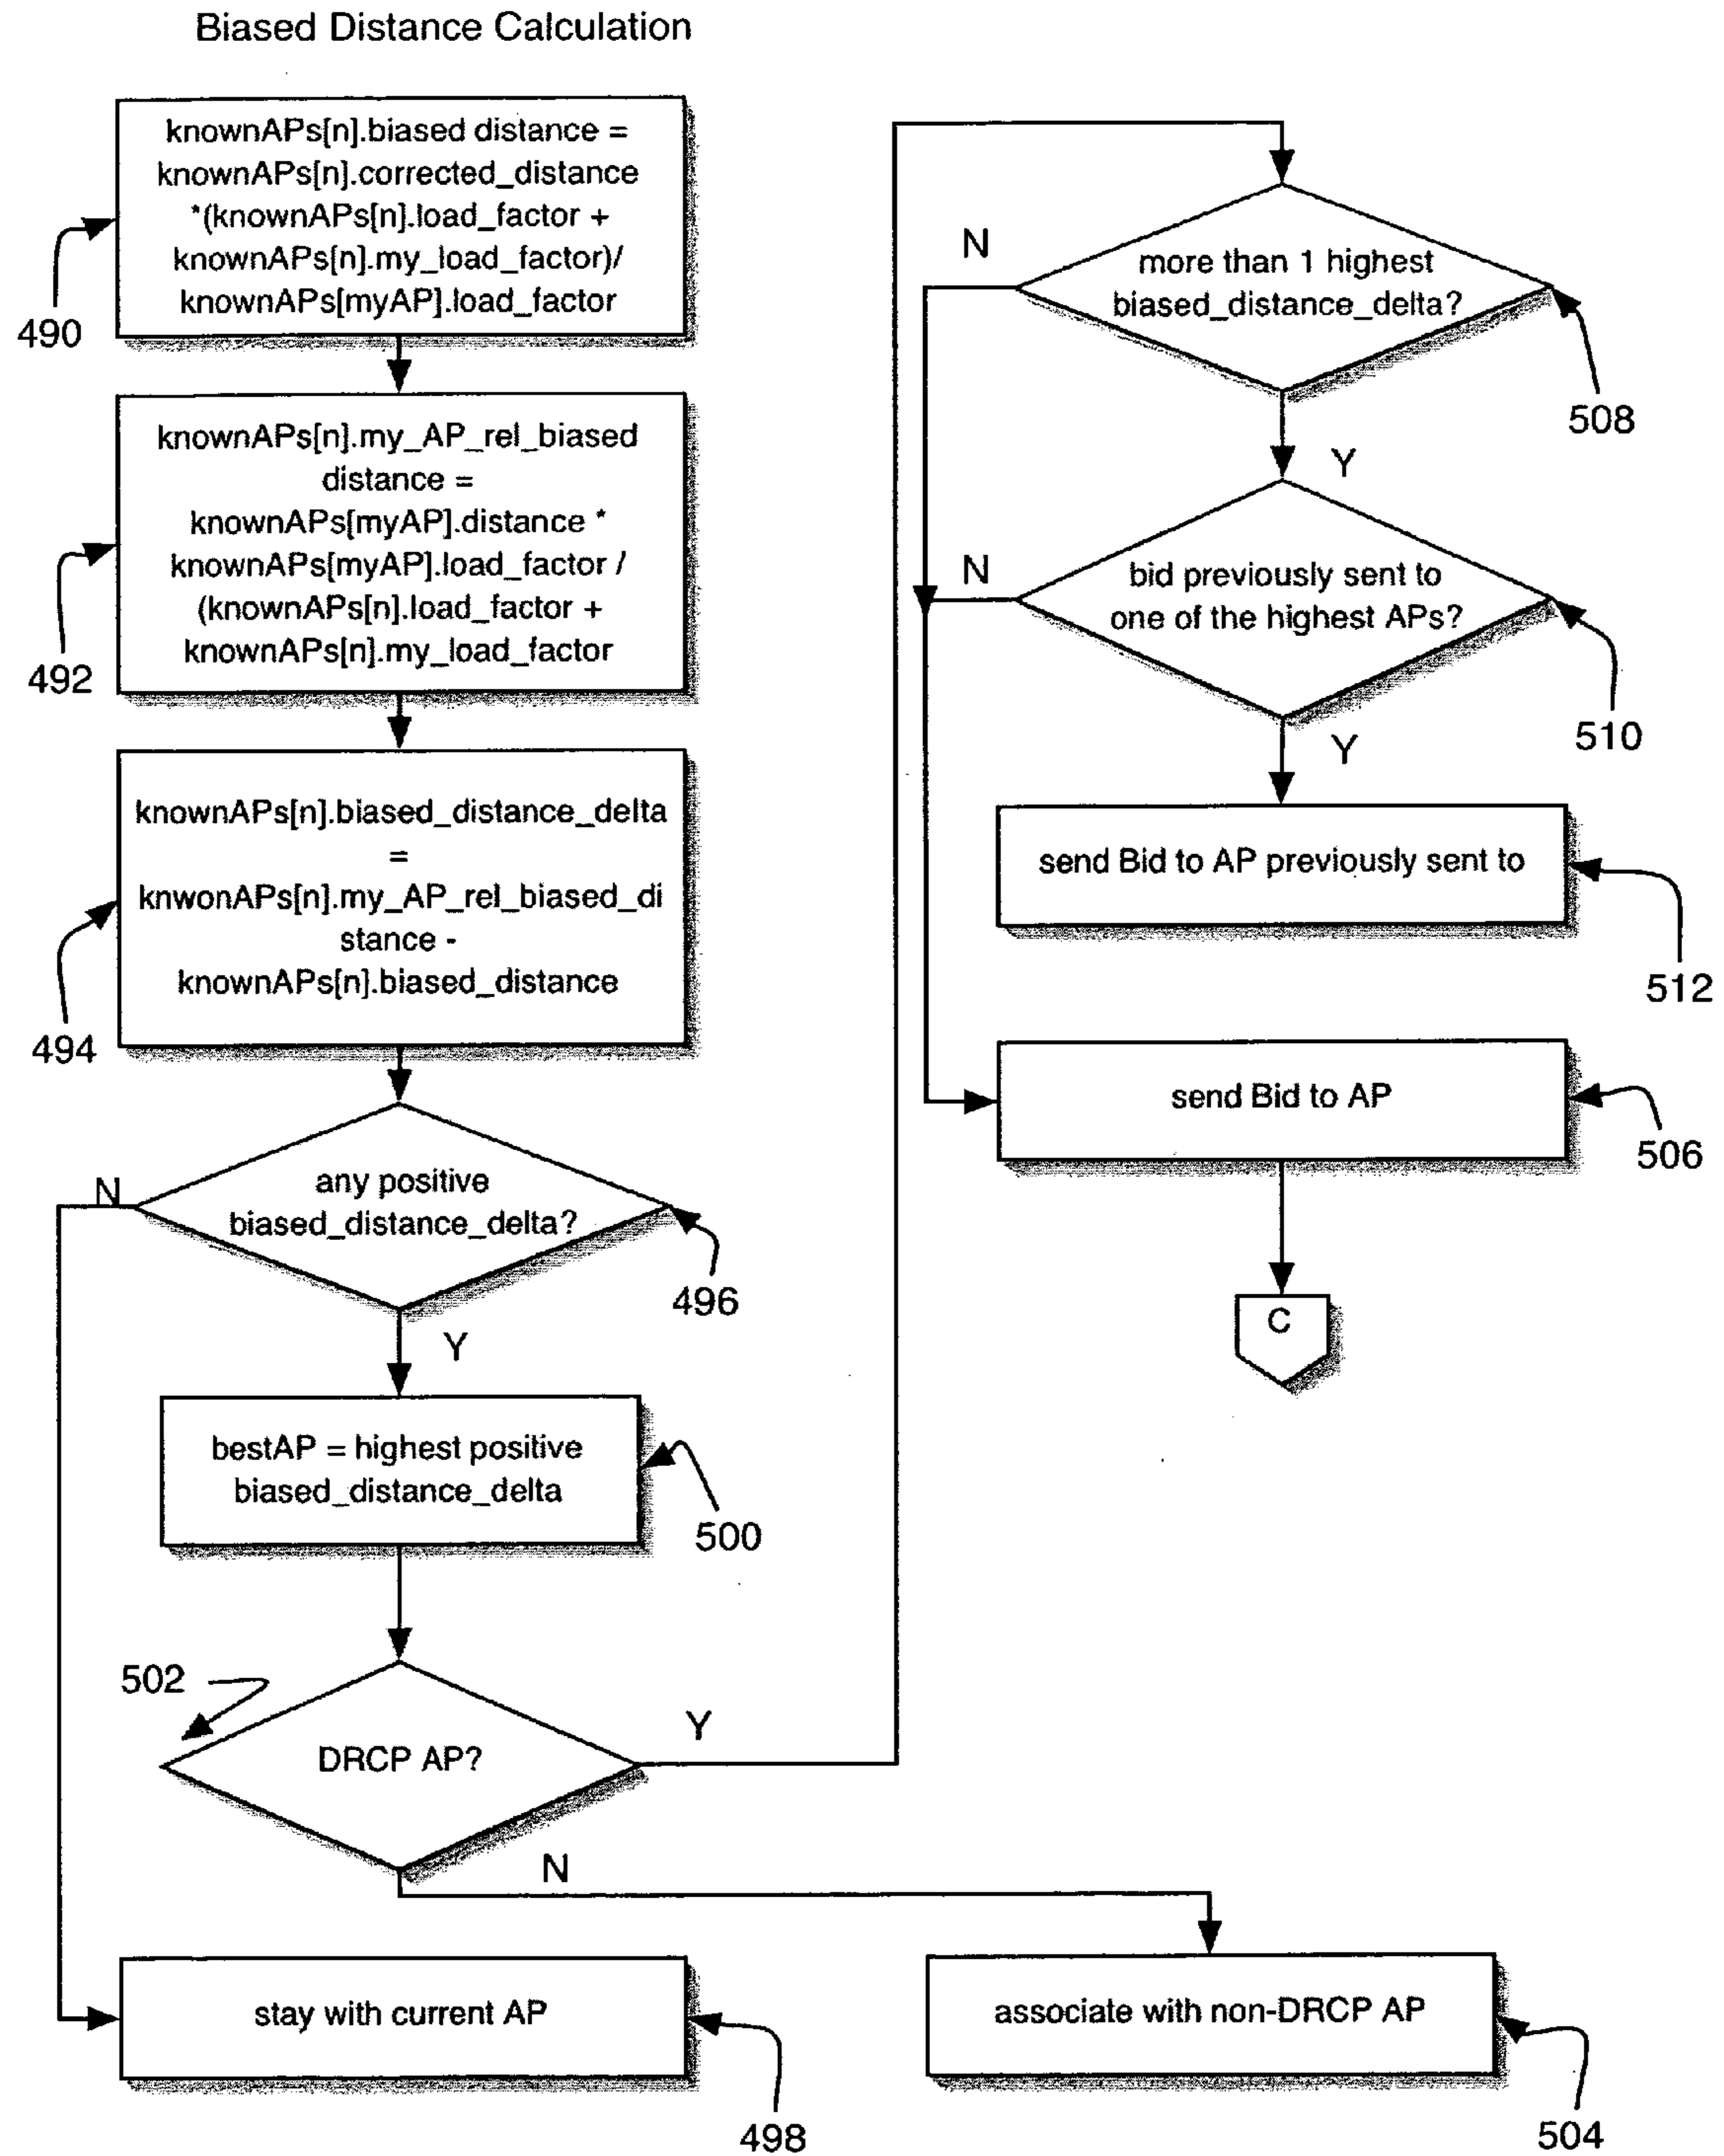 Biased Distance Calculation
knownAPs[n].biased distance =
knownAPs[n].corrected_distance
*(knownAPs[n].load_factor +
knownAPs[n].my_load_factor)/
knownAPs[myAP].load_factor
490
knownAPs[n].my_AP_rel_biased
distance =
knownAPs[myAP].distance *
knownAPs[myAP].load_factor /
(knownAPs[n].load_factor +
knownAPs[n].my_load_factor
492
knownAPs[n].biased_distance_delta
=
knwonAPs[n].my_AP_rel_biased_di
stance -
knownAPs[n].biased_distance
494
N
any positive
biased_distance_delta?
496
Y
bestAP = highest positive
biased_distance_delta
500
502
DRCP AP?
Y
N
stay with current AP
498
associate with non-DRCP AP
504
N
more than 1 highest
biased_distance_delta?
508
Y
N
bid previously sent to
one of the highest APs?
510
Y
send Bid to AP previously sent to
512
send Bid to AP
506
C